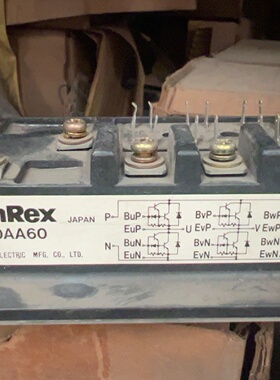 nRex
JAPAN
0AA60
ELECTRIC MFG. CO., LTD.
P
BuP
EuP
BuN
N
EuN
U
BvP
EvP
BvN
EvN
V
BwP
EwP
BwN
EwN